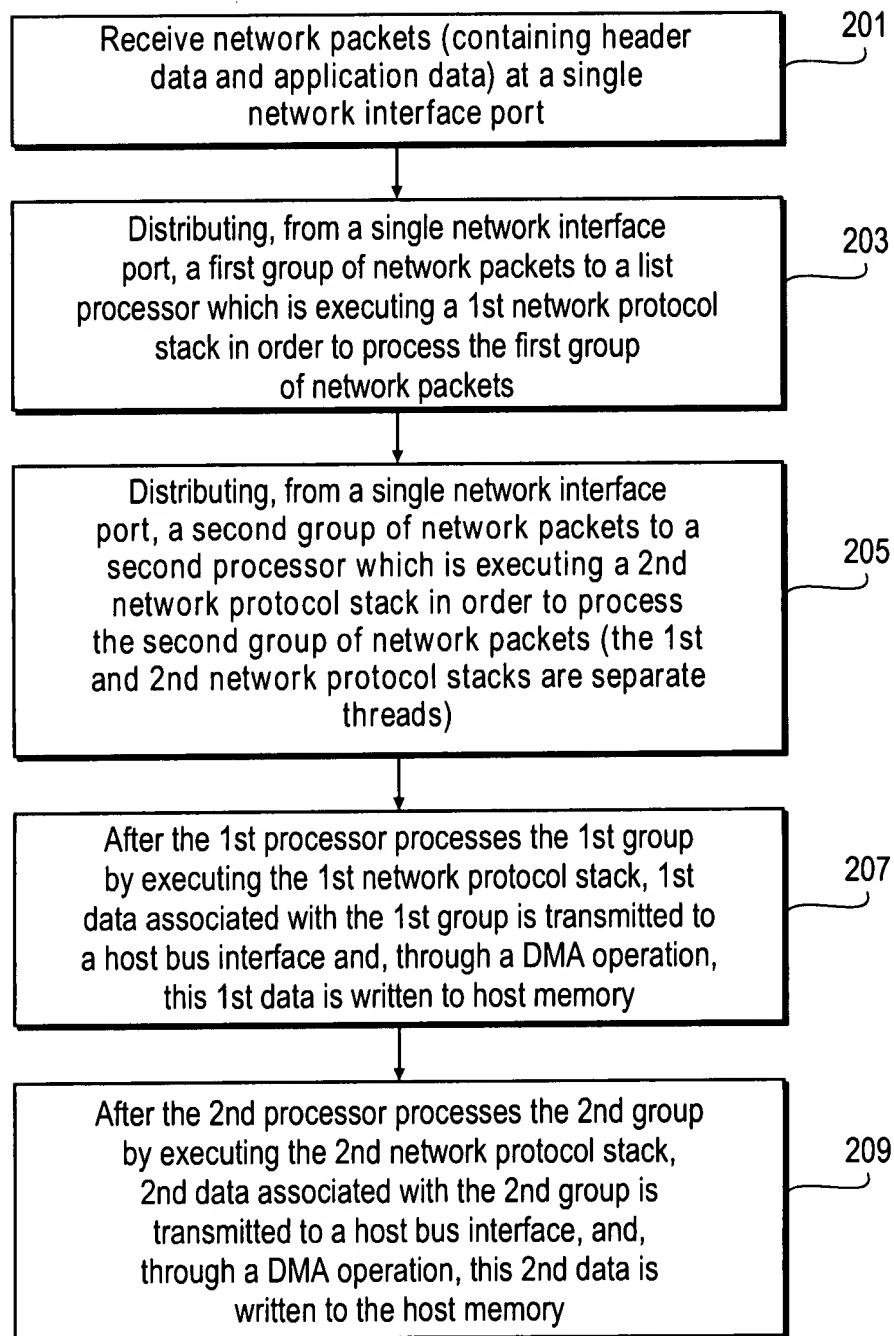 Receive network packets (containing header
data and application data) at a single
network interface port
201
Distributing, from a single network interface
port, a first group of network packets to a list
processor which is executing a 1st network protocol
stack in order to process the first group
of network packets
203
Distributing, from a single network interface
port, a second group of network packets to a
second processor which is executing a 2nd
network protocol stack in order to process
the second group of network packets (the 1st
and 2nd network protocol stacks are separate
threads)
205
After the 1st processor processes the 1st group
by executing the 1st network protocol stack, 1st
data associated with the 1st group is transmitted to
a host bus interface and, through a DMA operation,
this 1st data is written to host memory
207
After the 2nd processor processes the 2nd group
by executing the 2nd network protocol stack,
2nd data associated with the 2nd group is
transmitted to a host bus interface, and,
through a DMA operation, this 2nd data is
written to the host memory
209